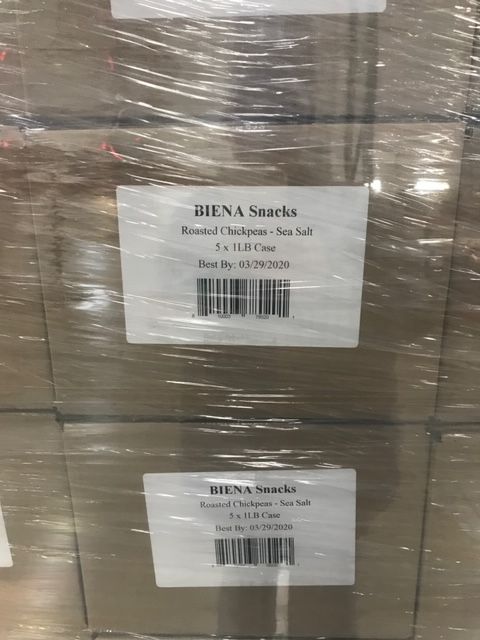 BIENA Snacks
Roasted Chickpeas - Sea Salt
5 x 1LB Case
Best By: 03/29/2020
BIENA Snacks
Roasted Chickpeas - Sea Salt
5 x 1LB Case
Best By: 03/29/2020